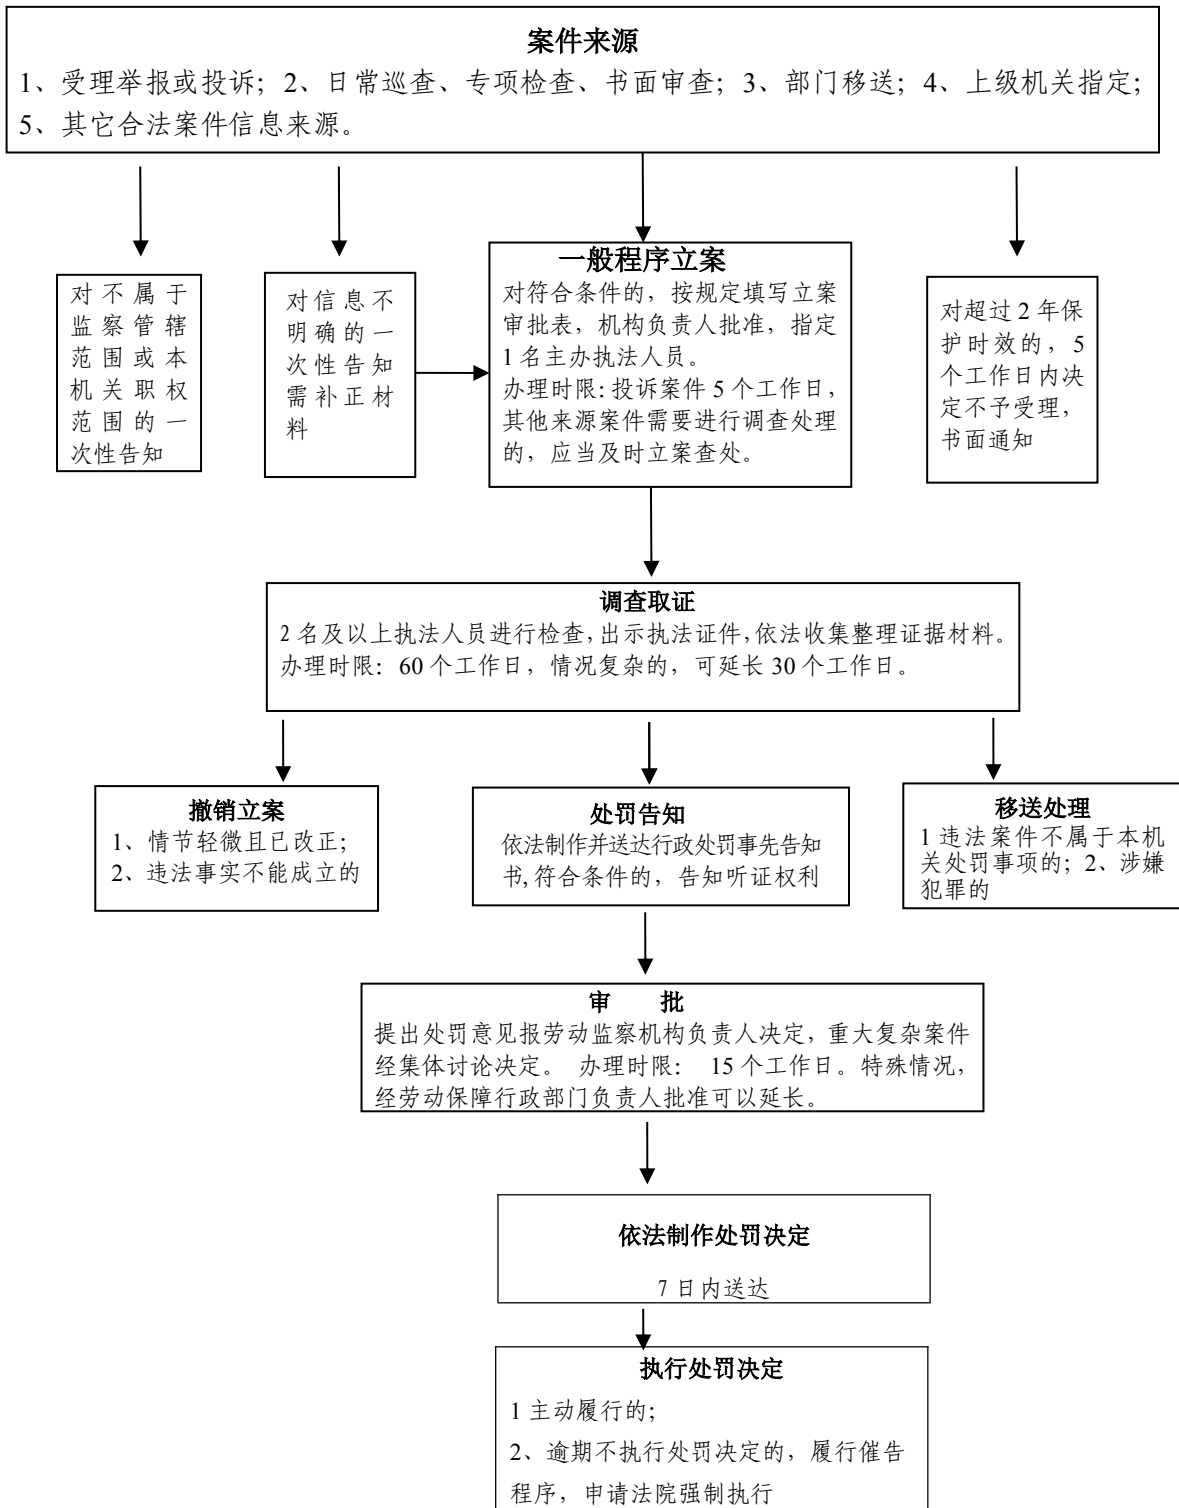 案件来源
1、受理举报或投诉；2、日常巡查、专项检查、书面审查；3、部门移送；4、上级机关指定；
5、其它合法案件信息来源。
对不属于
监察管辖
范围或本
机关职权
范围的一
次性告知
对信息不
明确的一
次性告知
需补正材
料
一般程序立案
对符合条件的，按规定填写立案
审批表，机构负责人批准，指定
1名主办执法人员。
办理时限：投诉案件 5 个工作日，
其他来源案件需要进行调查处理
的，应当及时立案查处。
对超过 2 年保
护时效的，5
个工作日内决
定不予受理，
书面通知
调查取证
2 名及以上执法人员进行检查，出示执法证件，依法收集整理证据材料。
办理时限：60 个工作日，情况复杂的，可延长 30 个工作日。
撤销立案
1、情节轻微且已改正；
2、违法事实不能成立的
处罚告知
依法制作并送达行政处罚事先告知
书,符合条件的，告知听证权利
移送处理
1 违法案件不属于本机
关处罚事项的；2、涉嫌
犯罪的
审 批
提出处罚意见报劳动监察机构负责人决定，重大复杂案件
经集体讨论决定。 办理时限： 15 个工作日。特殊情况，
经劳动保障行政部门负责人批准可以延长。
依法制作处罚决定
7 日内送达
执行处罚决定
1 主动履行的；
2、逾期不执行处罚决定的，履行催告
程序，申请法院强制执行